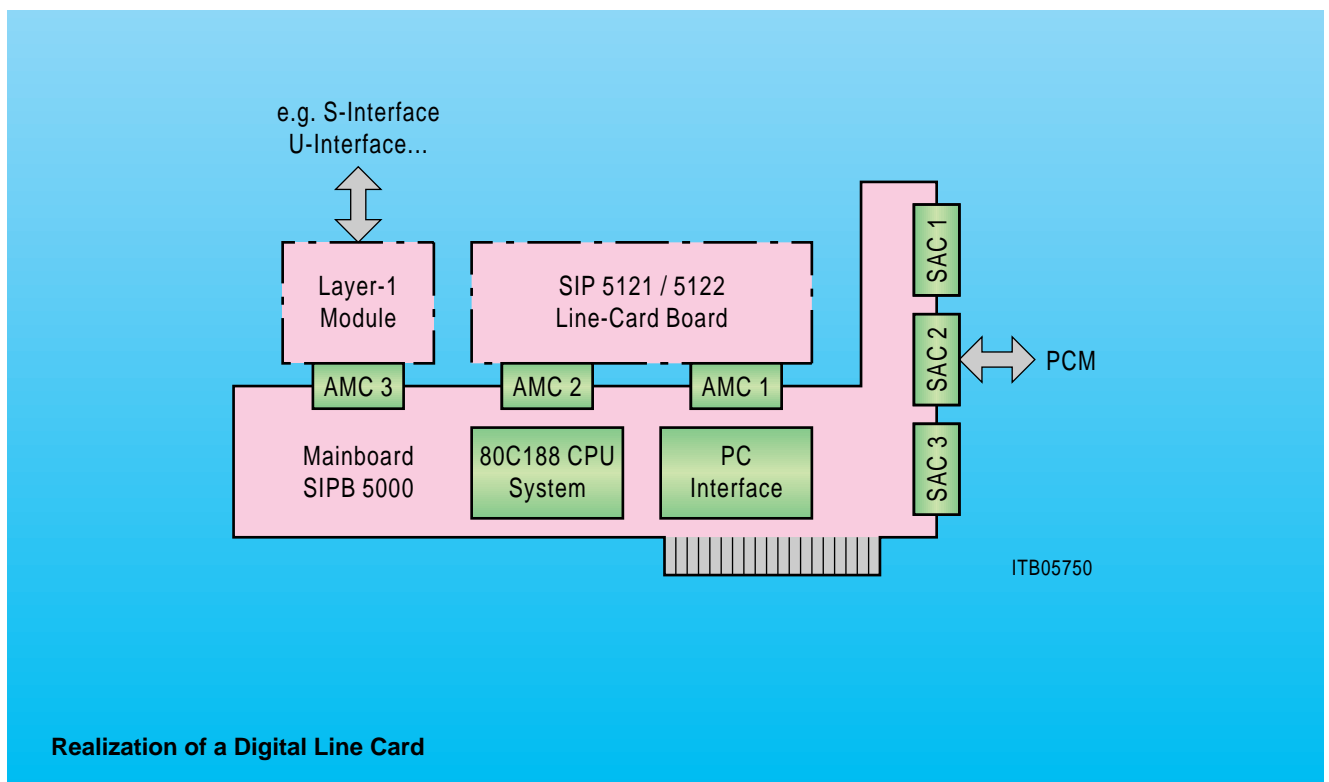 e.g. S-Interface
U-Interface...
Layer-1
Module
SIP 5121 / 5122
Line-Card Board
SAC 1
SAC 2
SAC 3
PCM
AMC 3
AMC 2
AMC 1
Mainboard
SIPB 5000
80C188 CPU
System
PC
Interface
ITB05750
Realization of a Digital Line Card